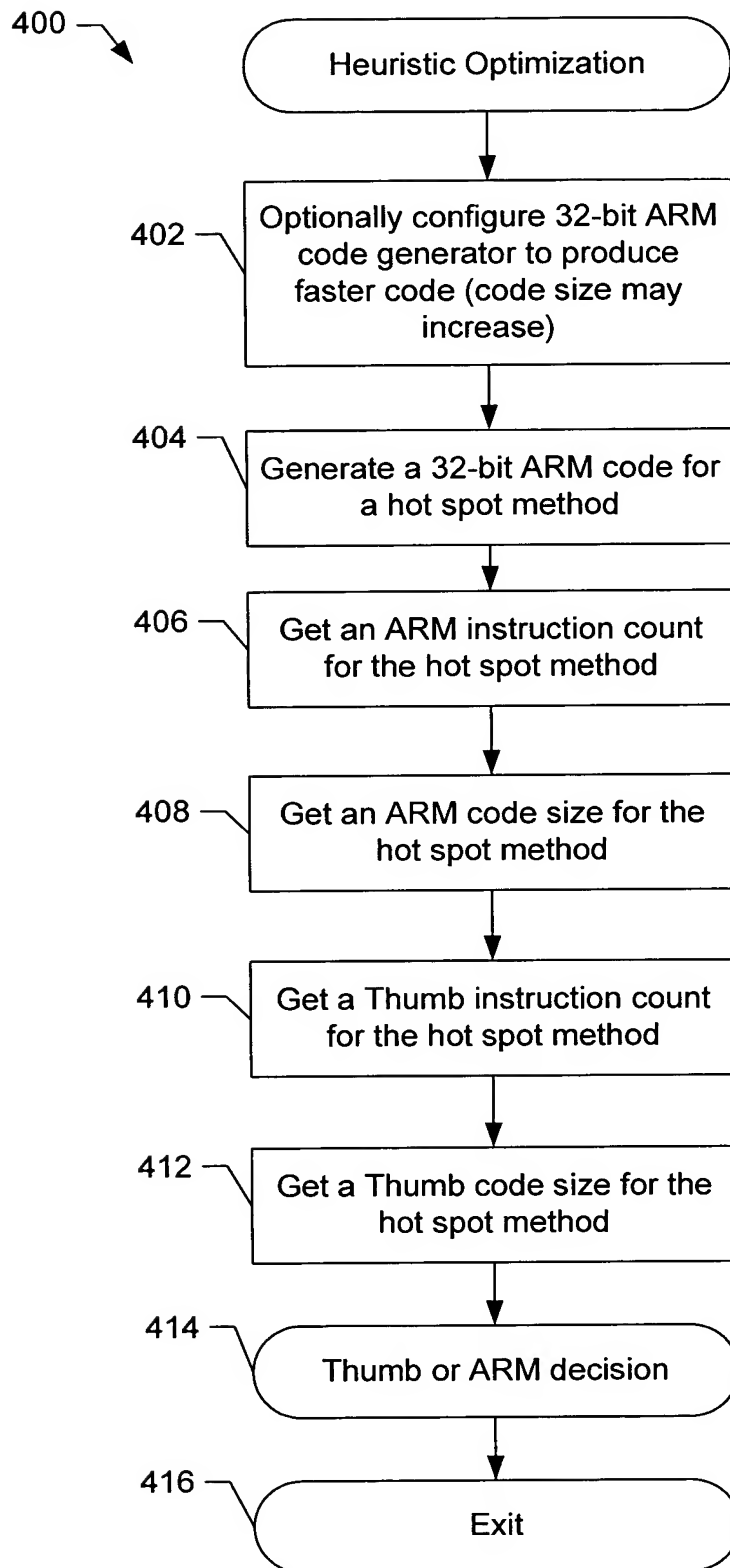 400
Heuristic Optimization
402
Optionally configure 32-bit ARM
code generator to produce
faster code (code size may
increase)
404
Generate a 32-bit ARM code for
a hot spot method
406
Get an ARM instruction count
for the hot spot method
408
Get an ARM code size for the
hot spot method
410
Get a Thumb instruction count
for the hot spot method
412
Get a Thumb code size for the
hot spot method
414
Thumb or ARM decision
416
Exit